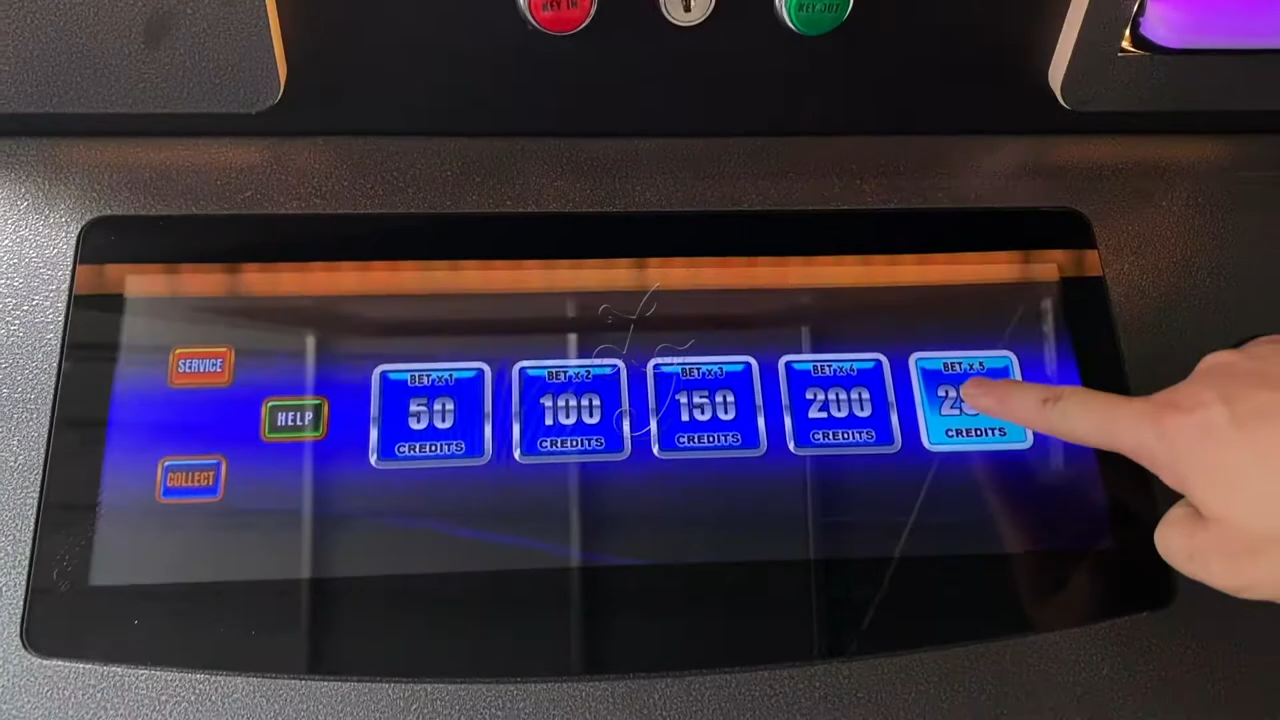 KEY IN
KEY OUT
SERVICE
HELP
COLLECT
BET x 1
50
CREDITS
BET x 2
100
CREDITS
BET x 3
150
CREDITS
BET x 4
200
CREDITS
BET x 5
CREDITS